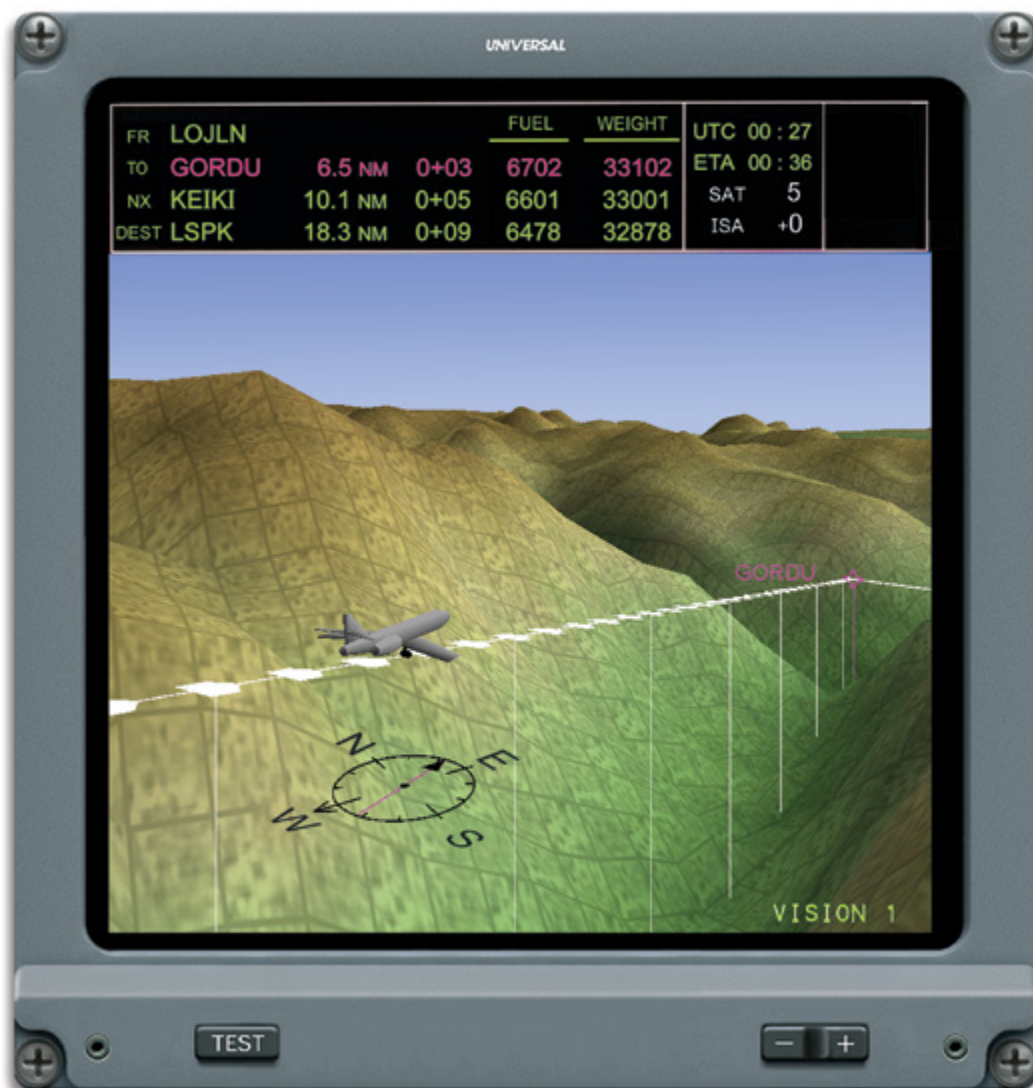 UNIVERSAL
FUEL WEIGHT
FR LOJLN
TO GORDU 6.5 NM 0+03 6702 33102
NX KEIKI 10.1 NM 0+05 6601 33001
DEST LSPK 18.3 NM 0+09 6478 32878
UTC 00 : 27
ETA 00 : 36
SAT 5
ISA +0
GORDU
N
E
W
S
VISION 1
TEST
− +